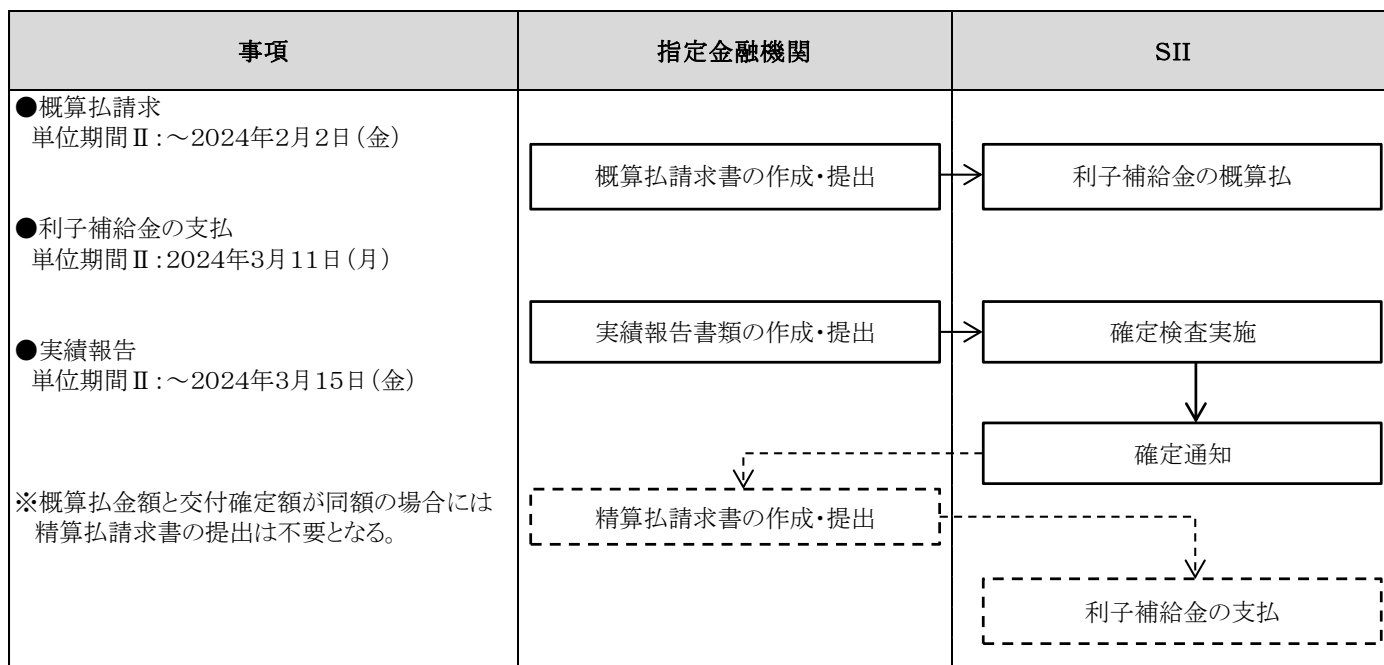 事項
指定金融機関
SII
●概算払請求
単位期間Ⅱ:~2024年2月2日(金)
概算払請求書の作成・提出
利子補給金の概算払
●利子補給金の支払
単位期間Ⅱ:2024年3月11日(月)
実績報告書類の作成・提出
確定検査実施
●実績報告
単位期間Ⅱ:~2024年3月15日(金)
確定通知
※概算払金額と交付確定額が同額の場合には
精算払請求書の提出は不要となる。
精算払請求書の作成・提出
利子補給金の支払